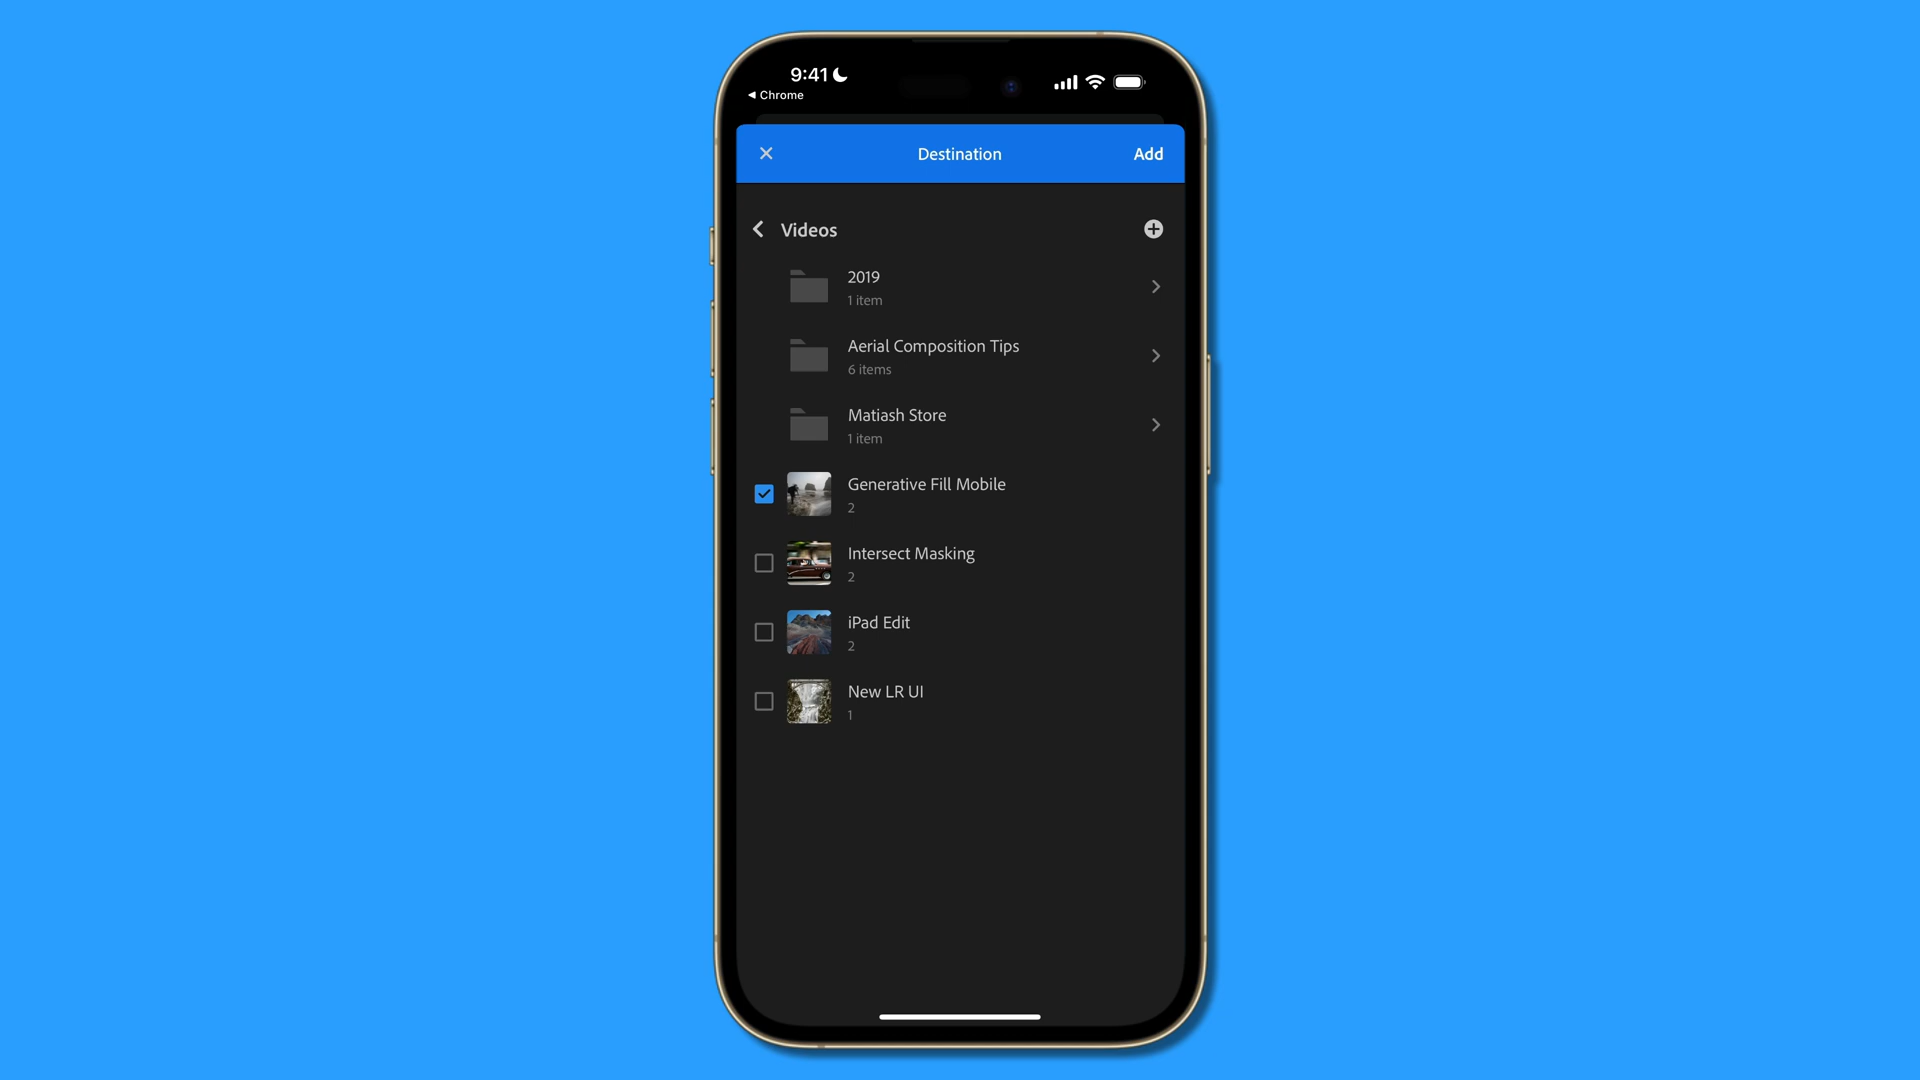 9:41
◀ Chrome
Destination
Add
Videos
2019
1 item
Aerial Composition Tips
6 items
Matiash Store
1 item
Generative Fill Mobile
2
Intersect Masking
2
iPad Edit
2
New LR UI
1